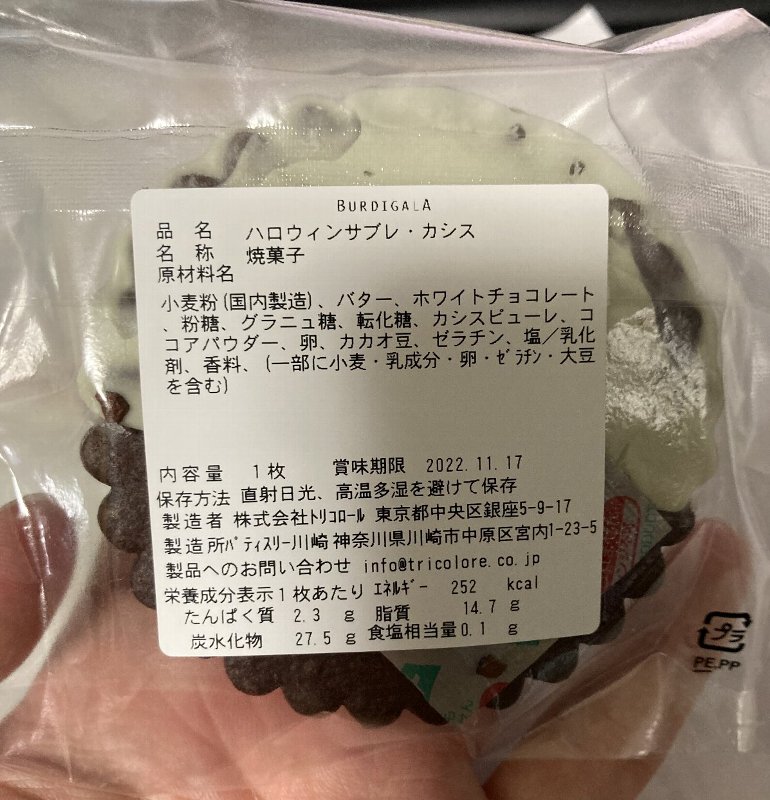 BURDIGALA
品名 ハロウィンサブレ・カシス
名称 焼菓子
原材料名
小麦粉(国内製造)、バター、ホワイトチョコレート
、粉糖、グラニュ糖、転化糖、カシスピューレ、コ
コアパウダー、卵、カカオ豆、ゼラチン、塩／乳化
剤、香料、(一部に小麦・乳成分・卵・ｾﾞﾗﾁﾝ・大豆
を含む)
内容量 1枚 賞味期限 2022.11.17
保存方法 直射日光、高温多湿を避けて保存
製造者 株式会社ﾄﾘｺﾛｰﾙ 東京都中央区銀座5-9-17
製造所ﾊﾟﾃｨｽﾘｰ川崎 神奈川県川崎市中原区宮内1-23-5
製品へのお問い合わせ info@tricolore.co.jp
栄養成分表示1枚あたり ｴﾈﾙｷﾞｰ 252 kcal
たんぱく質 2.3 g 脂質 14.7 g
炭水化物 27.5 g 食塩相当量0.1 g
プラ
PE,PP